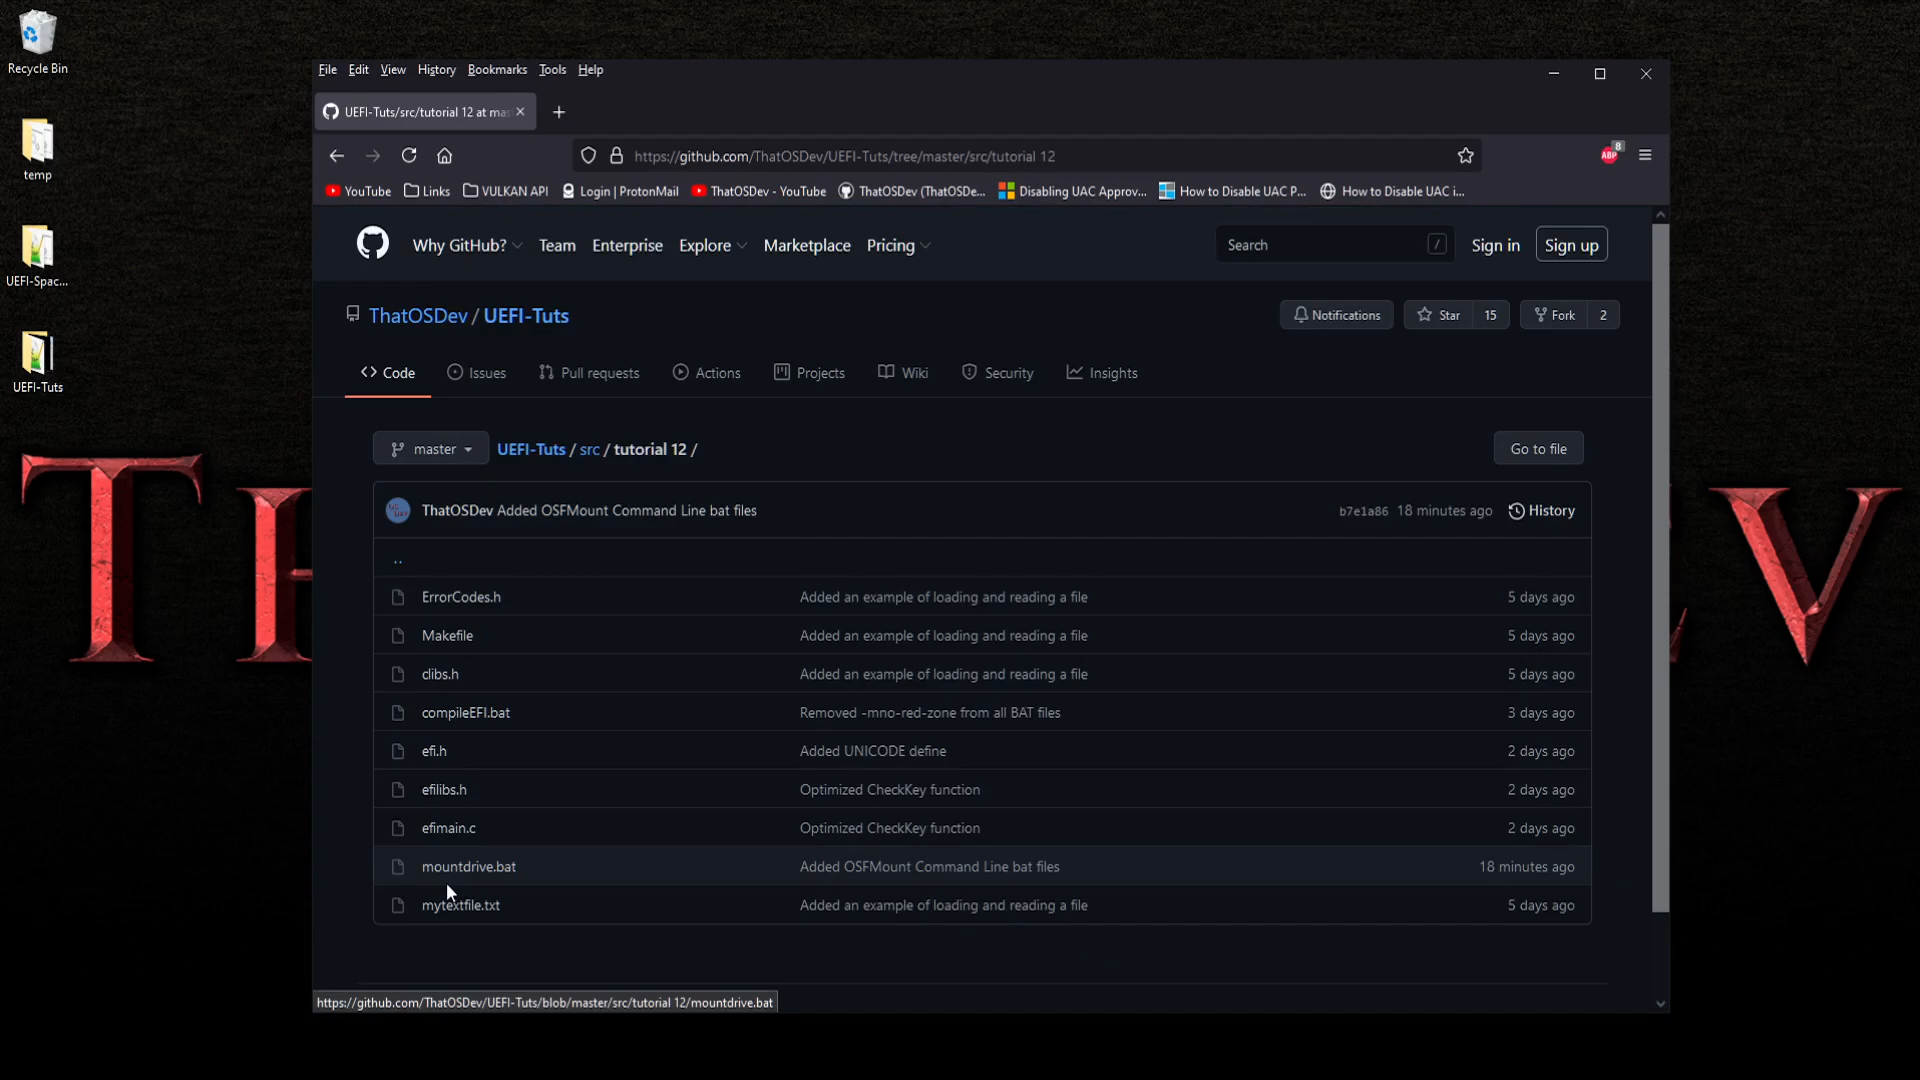 Recycle Bin
temp
UEFI-Spac...
UEFI-Tuts
File Edit View History Bookmarks Tools Help
UEFI-Tuts/src/tutorial 12 at mas
https://github.com/ThatOSDev/UEFI-Tuts/tree/master/src/tutorial 12
ABP 8
YouTube Links VULKAN API Login | ProtonMail ThatOSDev - YouTube ThatOSDev (ThatOSDe... Disabling UAC Approv... How to Disable UAC P... How to Disable UAC i...
Why GitHub? Team Enterprise Explore Marketplace Pricing Search / Sign in Sign up
ThatOSDev / UEFI-Tuts Notifications Star 15 Fork 2
Code Issues Pull requests Actions Projects Wiki Security Insights
master UEFI-Tuts / src / tutorial 12 / Go to file
ThatOSDev Added OSFMount Command Line bat files b7e1a86 18 minutes ago History
..
ErrorCodes.h Added an example of loading and reading a file 5 days ago
Makefile Added an example of loading and reading a file 5 days ago
clibs.h Added an example of loading and reading a file 5 days ago
compileEFI.bat Removed -mno-red-zone from all BAT files 3 days ago
efi.h Added UNICODE define 2 days ago
efilibs.h Optimized CheckKey function 2 days ago
efimain.c Optimized CheckKey function 2 days ago
mountdrive.bat Added OSFMount Command Line bat files 18 minutes ago
mytextfile.txt Added an example of loading and reading a file 5 days ago
https://github.com/ThatOSDev/UEFI-Tuts/blob/master/src/tutorial 12/mountdrive.bat